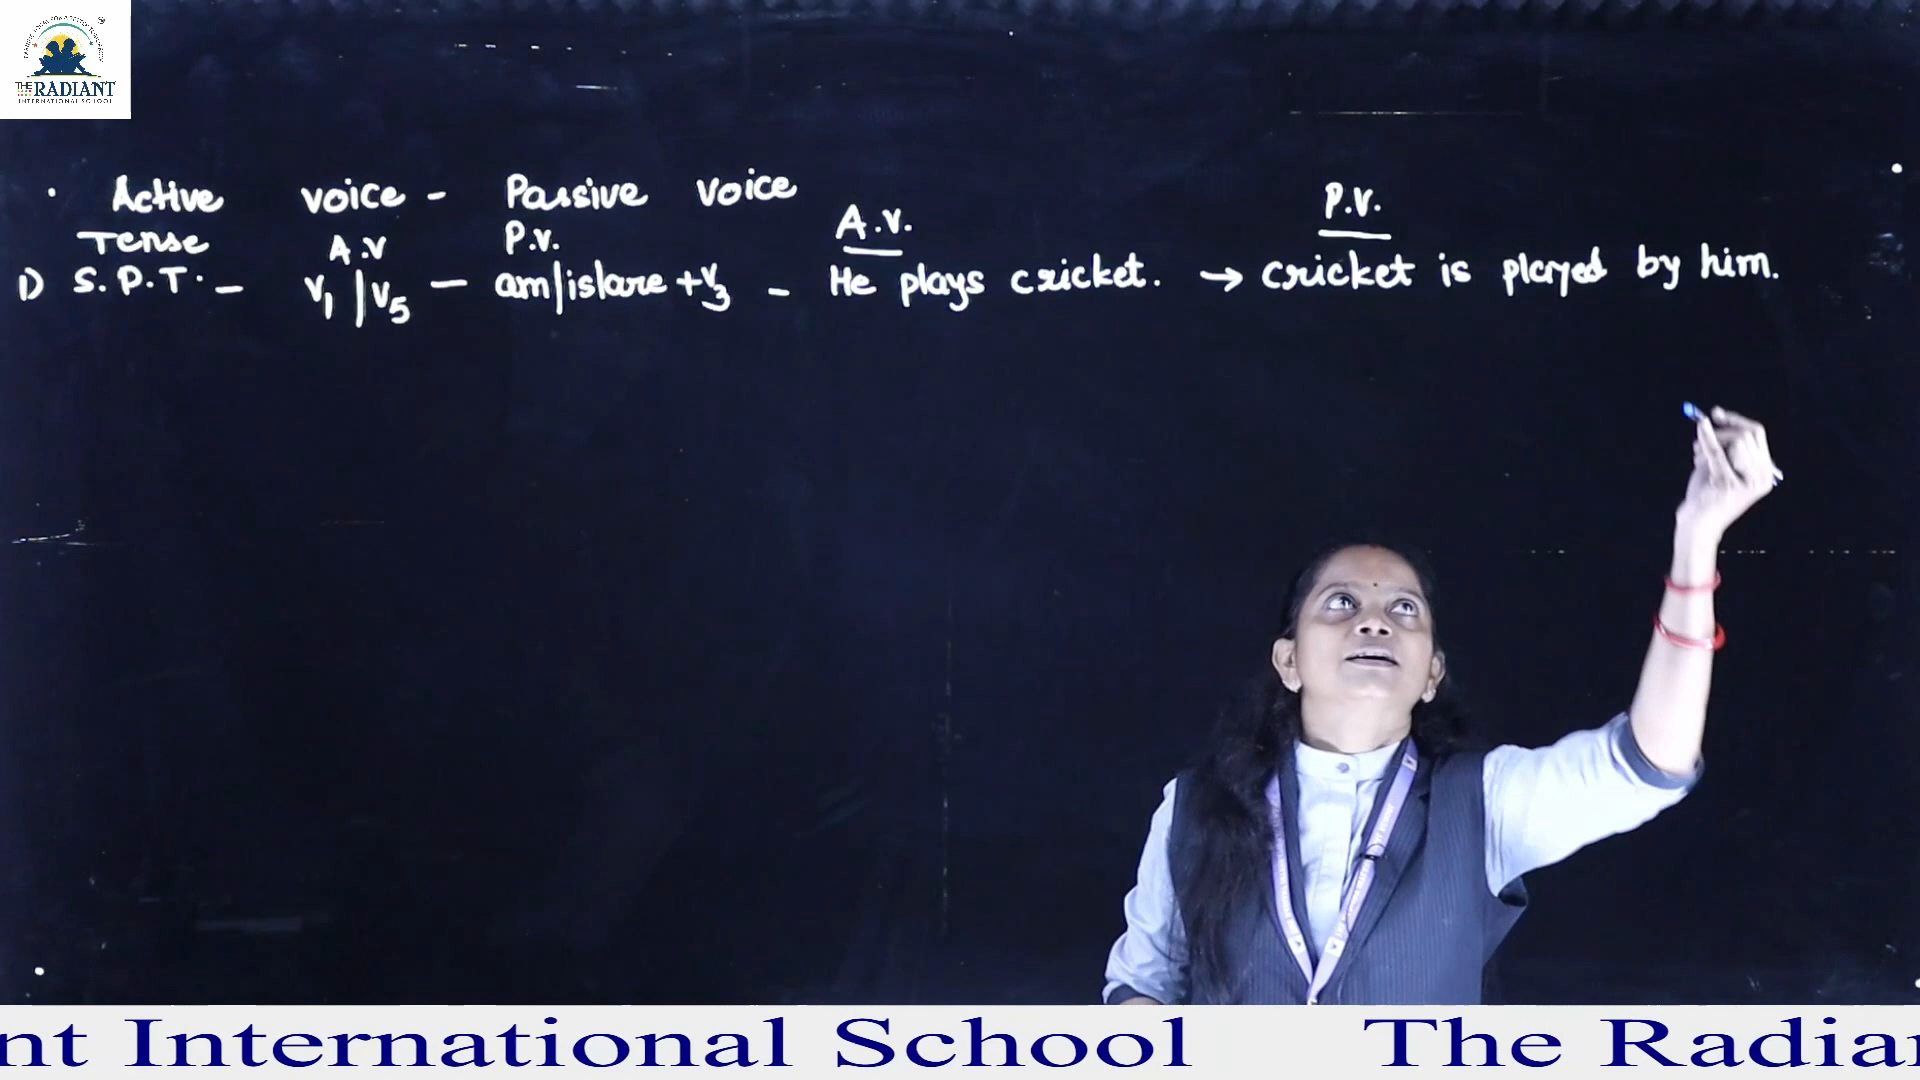 THE RADIANT
INTERNATIONAL SCHOOL
Active voice - Passive voice
Tense A.V P.V. A.V. P.V.
1) S.P.T. - V1 | V5 - am/is/are + V3 - He plays cricket. → cricket is played by him.
nt International School The Radian